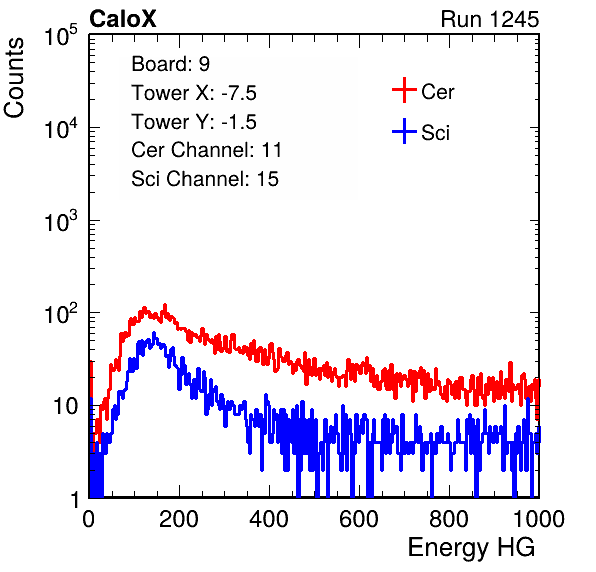 CaloX Run 1245
Counts
10^5
10^4
10^3
10^2
10
1
Board: 9
Tower X: -7.5
Tower Y: -1.5
Cer Channel: 11
Sci Channel: 15
Cer
Sci
0 200 400 600 800 1000
Energy HG